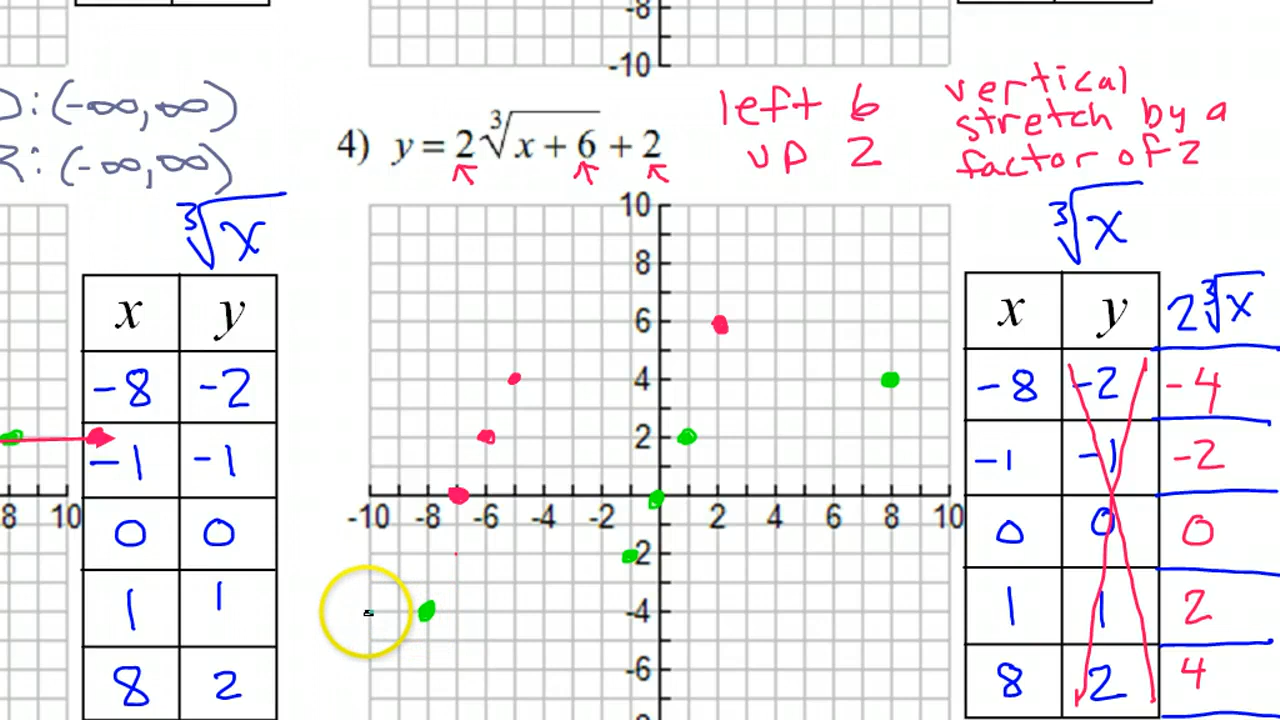 -8
-10
D: (-∞, ∞)
R: (-∞, ∞)
4) y = 2∛(x + 6) + 2
left 6
up 2
vertical
stretch by a
factor of 2
∛x
x y
-8 -2
-1 -1
0 0
1 1
8 2
8 10
10
8
6
4
2
-10 -8 -6 -4 -2 2 4 6 8 10
-2
-4
-6
-8
∛x
x y 2∛x
-8 -2 -4
-1 -1 -2
0 0 0
1 1 2
8 2 4